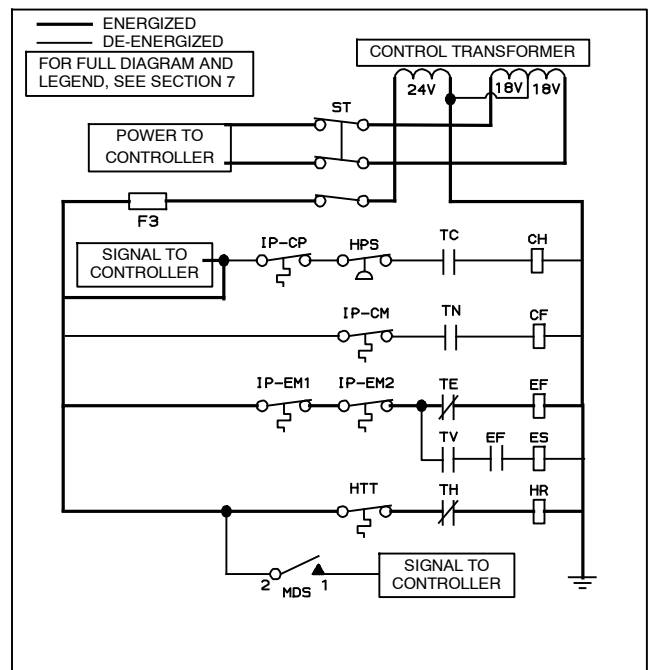 ENERGIZED
DE-ENERGIZED
FOR FULL DIAGRAM AND
LEGEND, SEE SECTION 7
CONTROL TRANSFORMER
24V
18V
18V
ST
POWER TO
CONTROLLER
F3
SIGNAL TO
CONTROLLER
IP-CP
HPS
TC
CH
IP-CM
TN
CF
IP-EM1
IP-EM2
TE
EF
TV
EF
ES
HTT
TH
HR
2
MDS
1
SIGNAL TO
CONTROLLER